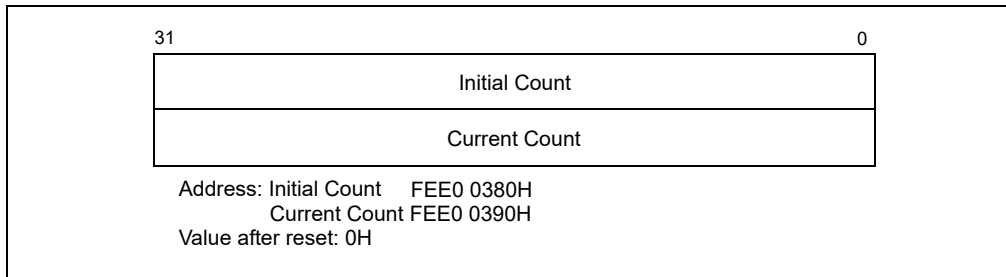 31 0
Initial Count
Current Count
Address: Initial Count FEE0 0380H
Current Count FEE0 0390H
Value after reset: 0H